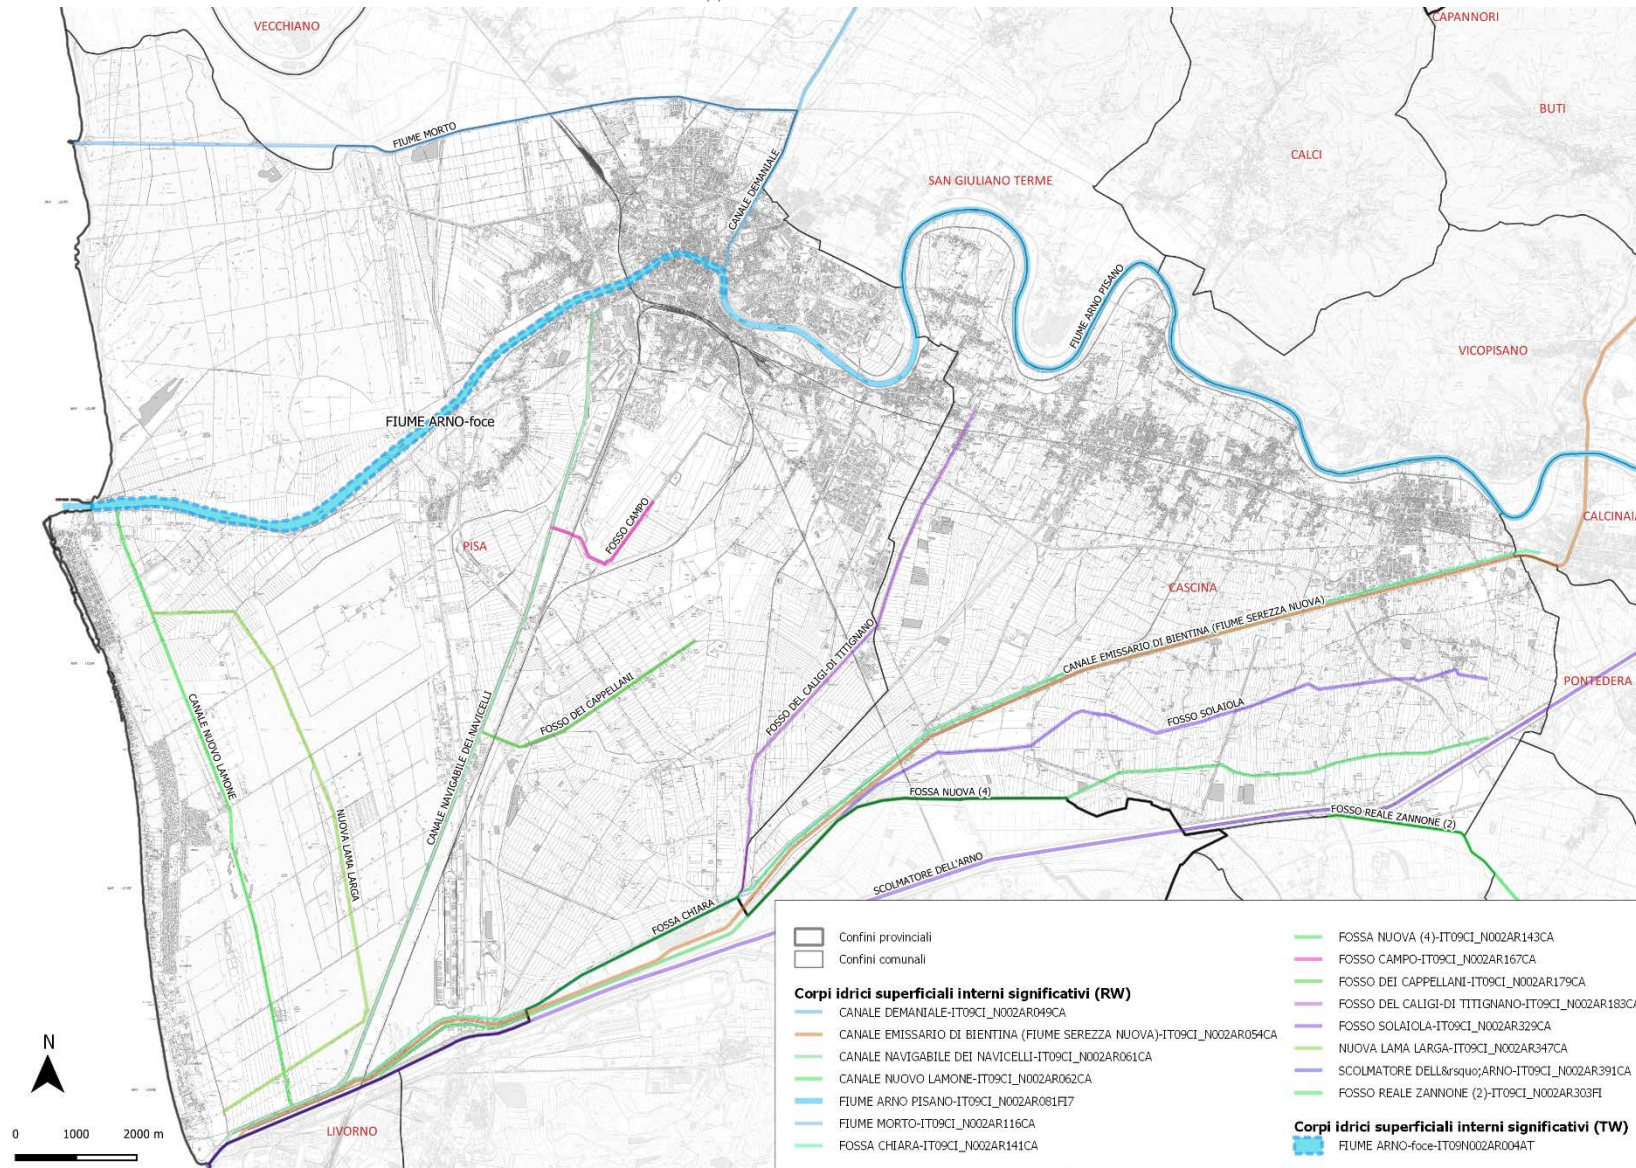 VECCHIANO
CAPANNORI
BUTI
FIUME MORTO
CANALE DEMANIALE
SAN GIULIANO TERME
CALCI
FIUME ARNO PISANO
VICOPISANO
FIUME ARNO-foce
FOSSO CAMPO
PISA
CALCINAIA
CASCINA
CANALE EMISSARIO DI BIENTINA (FIUME SEREZZA NUOVA)
FOSSO DEL CALIGI-DI TITIGNANO
CANALE NUOVO LAMONE
CANALE NAVIGABILE DEI NAVICELLI
FOSSO DEI CAPPELLANI
FOSSO SOLAIOLA
PONTEDERA
NUOVA LAMA LARGA
FOSSA NUOVA (4)
FOSSO REALE ZANNONE (2)
SCOLMATORE DELL'ARNO
FOSSA CHIARA
LIVORNO
N
0 1000 2000 m
Confini provinciali
Confini comunali
Corpi idrici superficiali interni significativi (RW)
CANALE DEMANIALE-IT09CI_N002AR049CA
CANALE EMISSARIO DI BIENTINA (FIUME SEREZZA NUOVA)-IT09CI_N002AR054CA
CANALE NAVIGABILE DEI NAVICELLI-IT09CI_N002AR061CA
CANALE NUOVO LAMONE-IT09CI_N002AR062CA
FIUME ARNO PISANO-IT09CI_N002AR081FI7
FIUME MORTO-IT09CI_N002AR116CA
FOSSA CHIARA-IT09CI_N002AR141CA
FOSSA NUOVA (4)-IT09CI_N002AR143CA
FOSSO CAMPO-IT09CI_N002AR167CA
FOSSO DEI CAPPELLANI-IT09CI_N002AR179CA
FOSSO DEL CALIGI-DI TITIGNANO-IT09CI_N002AR183CA
FOSSO SOLAIOLA-IT09CI_N002AR329CA
NUOVA LAMA LARGA-IT09CI_N002AR347CA
SCOLMATORE DELL&rsquo;ARNO-IT09CI_N002AR391CA
FOSSO REALE ZANNONE (2)-IT09CI_N002AR303FI
Corpi idrici superficiali interni significativi (TW)
FIUME ARNO-foce-IT09N002AR004AT